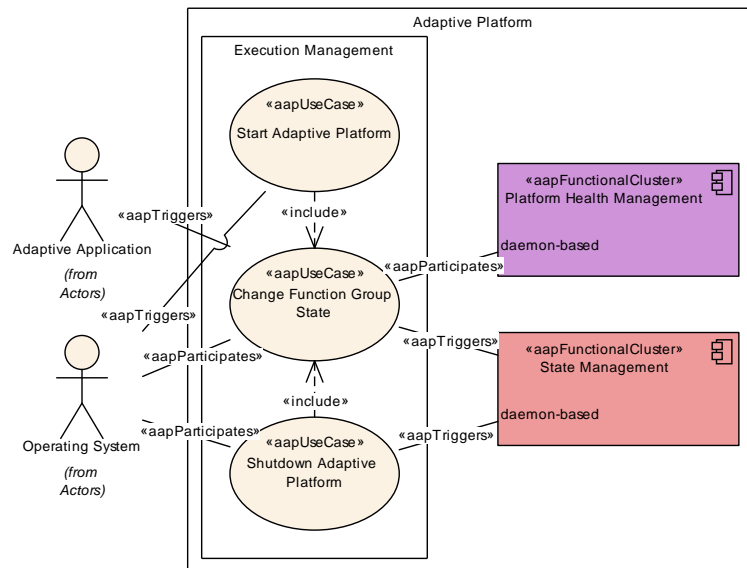 Adaptive Platform
Execution Management
«aapUseCase»
Start Adaptive Platform
«aapTriggers»
«include»
«aapFunctionalCluster»
Platform Health Management
daemon-based
Adaptive Application
(from
Actors)
«aapUseCase»
Change Function Group
State
«aapParticipates»
«aapTriggers»
«aapParticipates»
«aapTriggers»
«aapFunctionalCluster»
State Management
daemon-based
«include»
«aapParticipates»
«aapTriggers»
Operating System
(from
Actors)
«aapUseCase»
Shutdown Adaptive
Platform